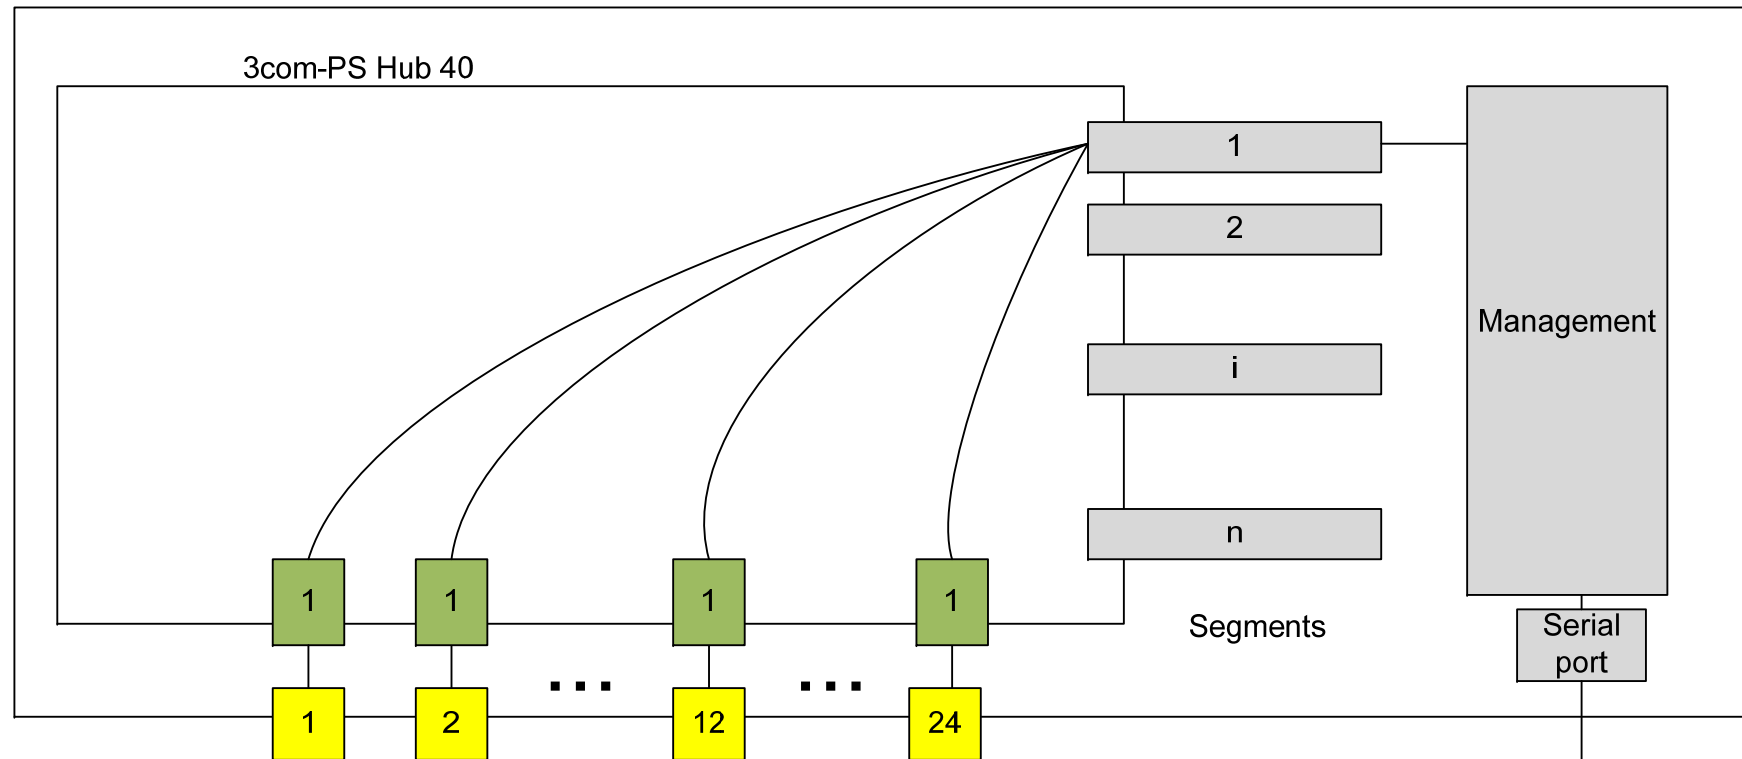 3com-PS Hub 40
1
2
i
n
Management
Segments
Serial
port
1
1
1
1
...
...
1
2
12
24